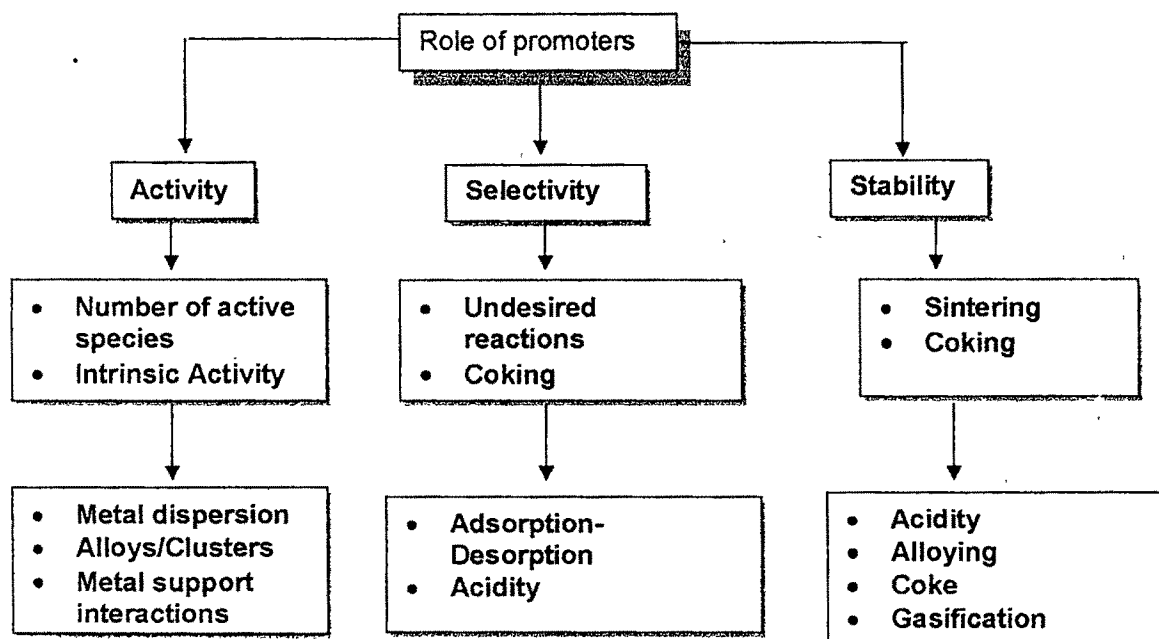 Role of promoters
Activity
Selectivity
Stability
• Number of active
species
• Intrinsic Activity
• Undesired
reactions
• Coking
• Sintering
• Coking
• Metal dispersion
• Alloys/Clusters
• Metal support
interactions
• Adsorption-
Desorption
• Acidity
• Acidity
• Alloying
• Coke
• Gasification